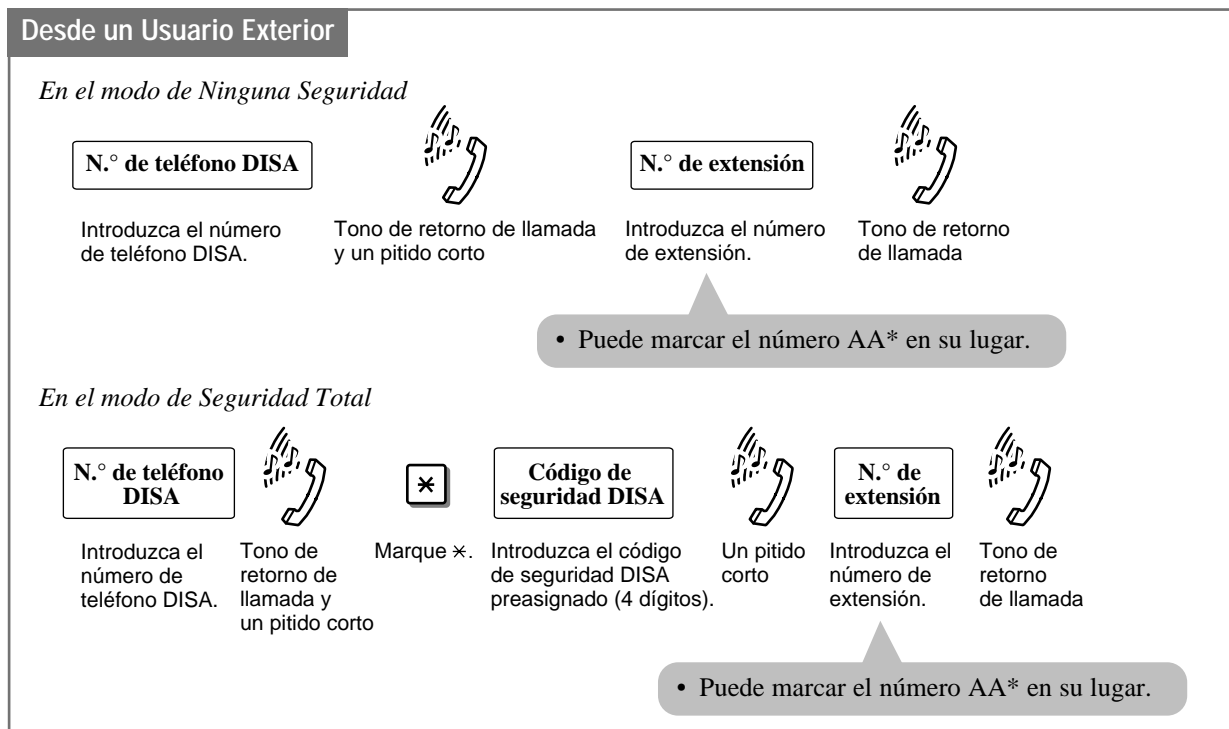 Desde un Usuario Exterior
En el modo de Ninguna Seguridad
N.° de teléfono DISA
N.° de extensión
Introduzca el número
de teléfono DISA.
Tono de retorno de llamada
y un pitido corto
Introduzca el número
de extensión.
Tono de retorno
de llamada
• Puede marcar el número AA* en su lugar.
En el modo de Seguridad Total
N.° de teléfono
DISA
*
Código de
seguridad DISA
N.° de
extensión
Introduzca el
número de
teléfono DISA.
Tono de
retorno de
llamada y
un pitido corto
Marque *.
Introduzca el código
de seguridad DISA
preasignado (4 dígitos).
Un pitido
corto
Introduzca el
número de
extensión.
Tono de
retorno
de llamada
• Puede marcar el número AA* en su lugar.